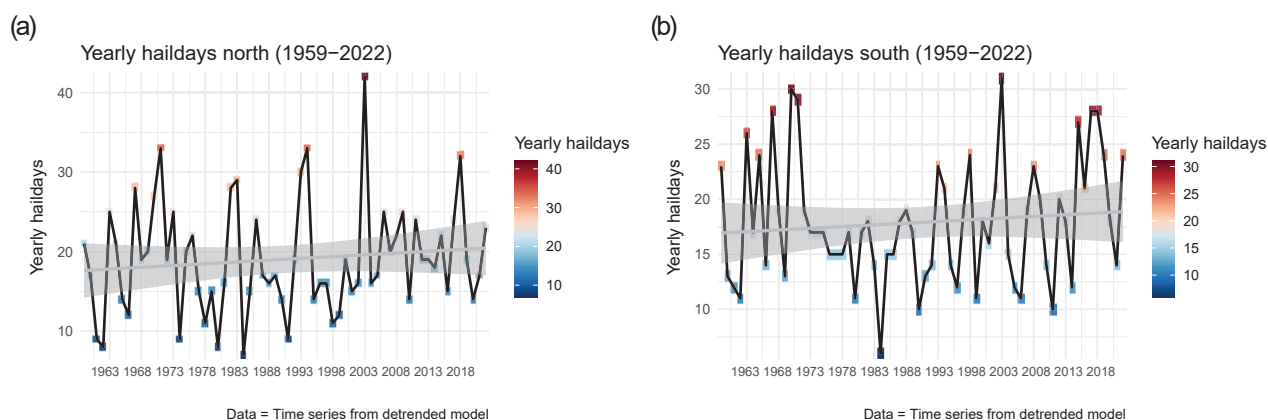 (a)
Yearly haildays north (1959−2022)
Yearly haildays
40
30
20
10
1963 1968 1973 1978 1983 1988 1993 1998 2003 2008 2013 2018
Data = Time series from detrended model
Yearly haildays
40
30
20
10
(b)
Yearly haildays south (1959−2022)
Yearly haildays
30
25
20
15
10
1963 1968 1973 1978 1983 1988 1993 1998 2003 2008 2013 2018
Data = Time series from detrended model
Yearly haildays
30
25
20
15
10